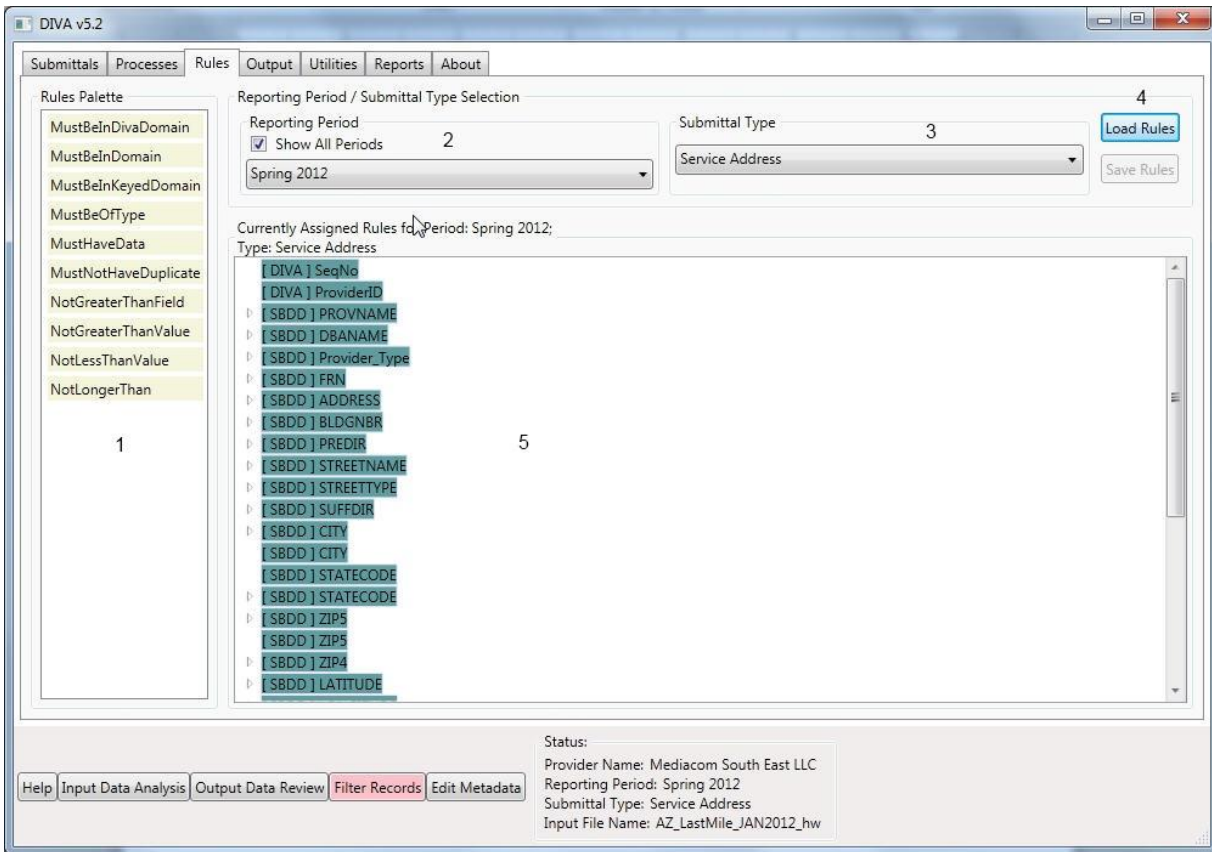 DIVA v5.2
Submittals Processes Rules Output Utilities Reports About
Rules Palette
MustBeInDivaDomain
MustBeInDomain
MustBeInKeyedDomain
MustBeOfType
MustHaveData
MustNotHaveDuplicate
NotGreaterThanField
NotGreaterThanValue
NotLessThanValue
NotLongerThan
1
Reporting Period / Submittal Type Selection
Reporting Period
Show All Periods
2
Spring 2012
Submittal Type
3
Service Address
4
Load Rules
Save Rules
Currently Assigned Rules for Period: Spring 2012;
Type: Service Address
[ DIVA ] SeqNo
[ DIVA ] ProviderID
[ SBDD ] PROVNAME
[ SBDD ] DBANAME
[ SBDD ] Provider_Type
[ SBDD ] FRN
[ SBDD ] ADDRESS
[ SBDD ] BLDGNBR
[ SBDD ] PREDIR
5
[ SBDD ] STREETNAME
[ SBDD ] STREETTYPE
[ SBDD ] SUFFDIR
[ SBDD ] CITY
[ SBDD ] CITY
[ SBDD ] STATECODE
[ SBDD ] STATECODE
[ SBDD ] ZIP5
[ SBDD ] ZIP5
[ SBDD ] ZIP4
[ SBDD ] LATITUDE
Help Input Data Analysis Output Data Review Filter Records Edit Metadata
Status:
Provider Name: Mediacom South East LLC
Reporting Period: Spring 2012
Submittal Type: Service Address
Input File Name: AZ_LastMile_JAN2012_hw